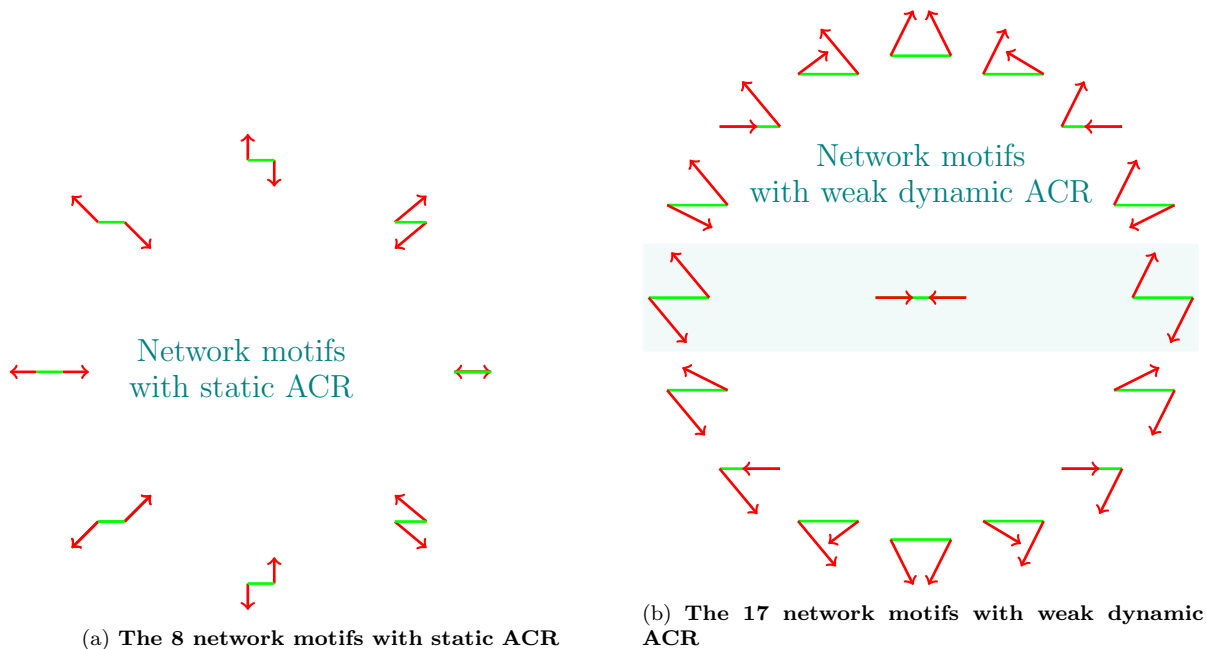 Network motifs
with weak dynamic ACR
Network motifs
with static ACR
(a) The 8 network motifs with static ACR
(b) The 17 network motifs with weak dynamic
ACR